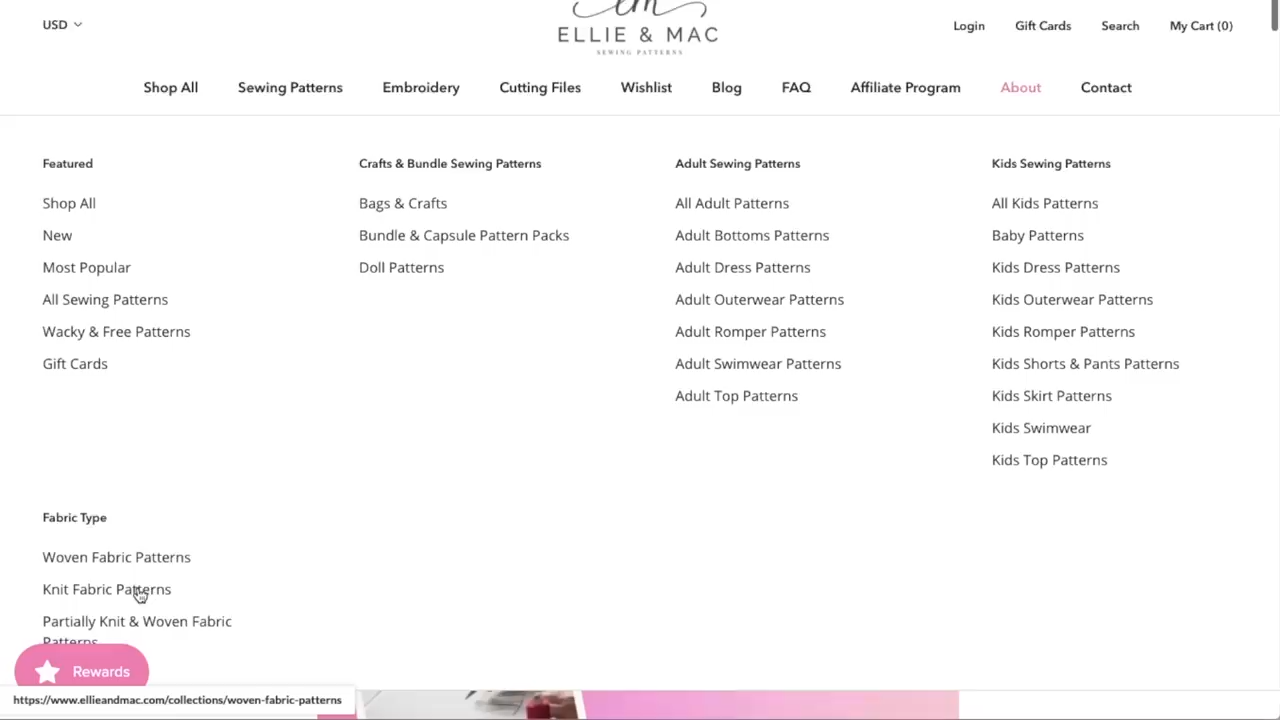 USD
em
ELLIE & MAC
SEWING PATTERNS
Login
Gift Cards
Search
My Cart (0)
Shop All
Sewing Patterns
Embroidery
Cutting Files
Wishlist
Blog
FAQ
Affiliate Program
About
Contact
Featured
Shop All
New
Most Popular
All Sewing Patterns
Wacky & Free Patterns
Gift Cards
Crafts & Bundle Sewing Patterns
Bags & Crafts
Bundle & Capsule Pattern Packs
Doll Patterns
Adult Sewing Patterns
All Adult Patterns
Adult Bottoms Patterns
Adult Dress Patterns
Adult Outerwear Patterns
Adult Romper Patterns
Adult Swimwear Patterns
Adult Top Patterns
Kids Sewing Patterns
All Kids Patterns
Baby Patterns
Kids Dress Patterns
Kids Outerwear Patterns
Kids Romper Patterns
Kids Shorts & Pants Patterns
Kids Skirt Patterns
Kids Swimwear
Kids Top Patterns
Fabric Type
Woven Fabric Patterns
Knit Fabric Patterns
Partially Knit & Woven Fabric
Patterns
Rewards
https://www.ellieandmac.com/collections/woven-fabric-patterns